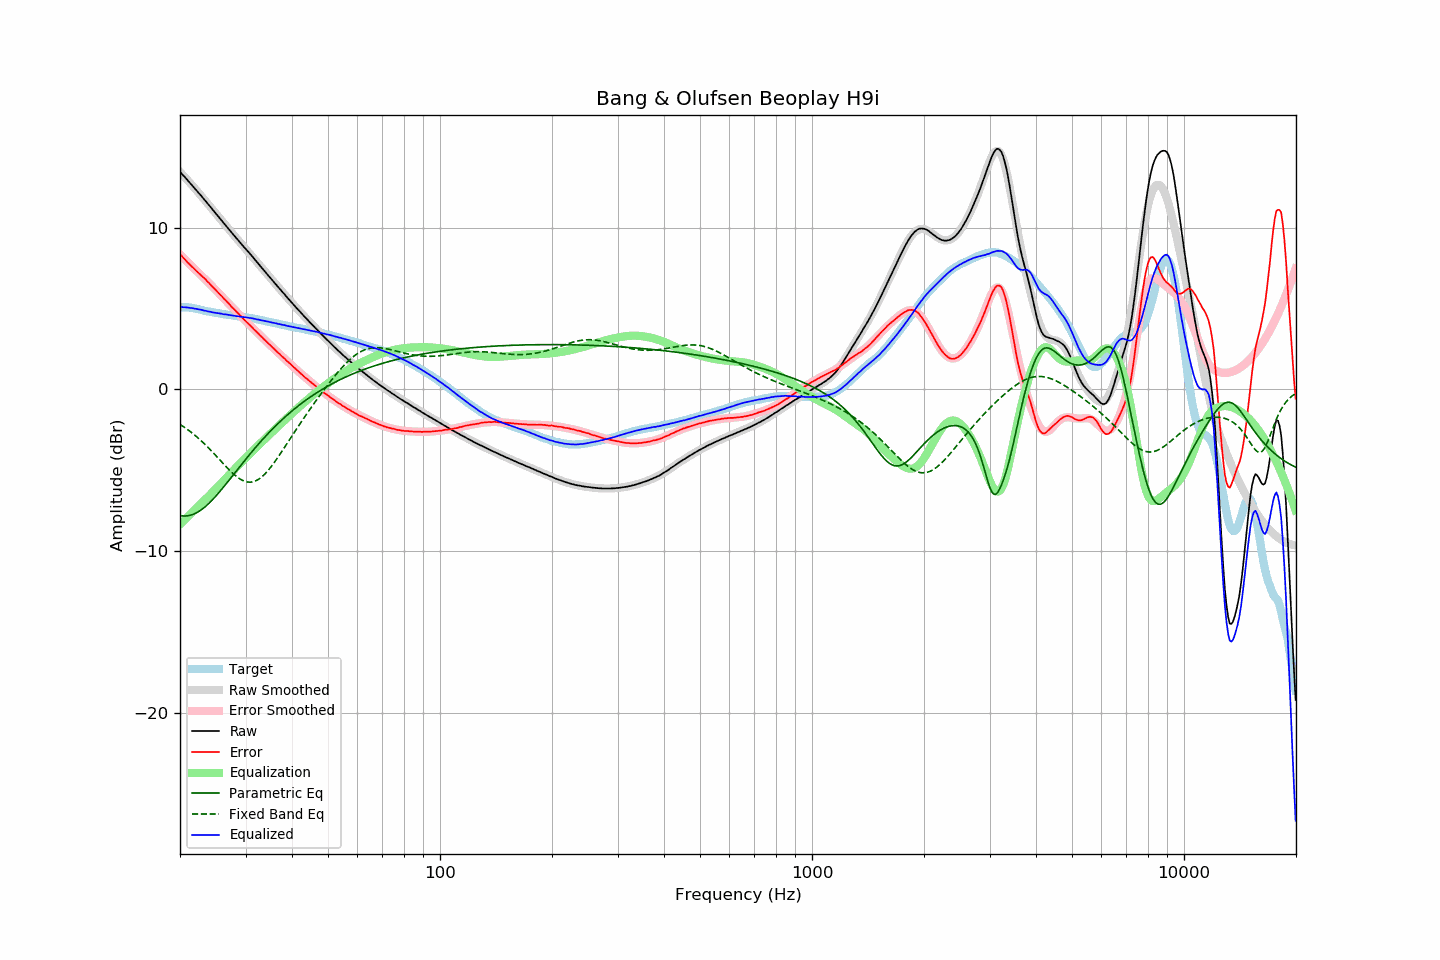 Bang & Olufsen Beoplay H9i
Amplitude (dBr)
10
0
−10
−20
Target
Raw Smoothed
Error Smoothed
Raw
Error
Equalization
Parametric Eq
Fixed Band Eq
Equalized
100 1000 10000
Frequency (Hz)